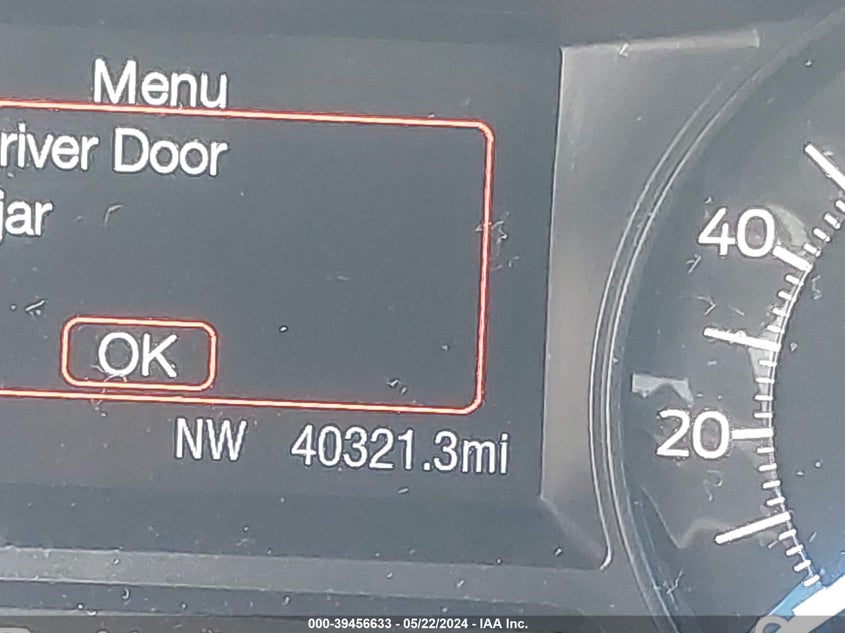 Menu
river Door
jar
OK
NW 40321.3mi
40
20
000-39456633 - 05/22/2024 - IAA Inc.